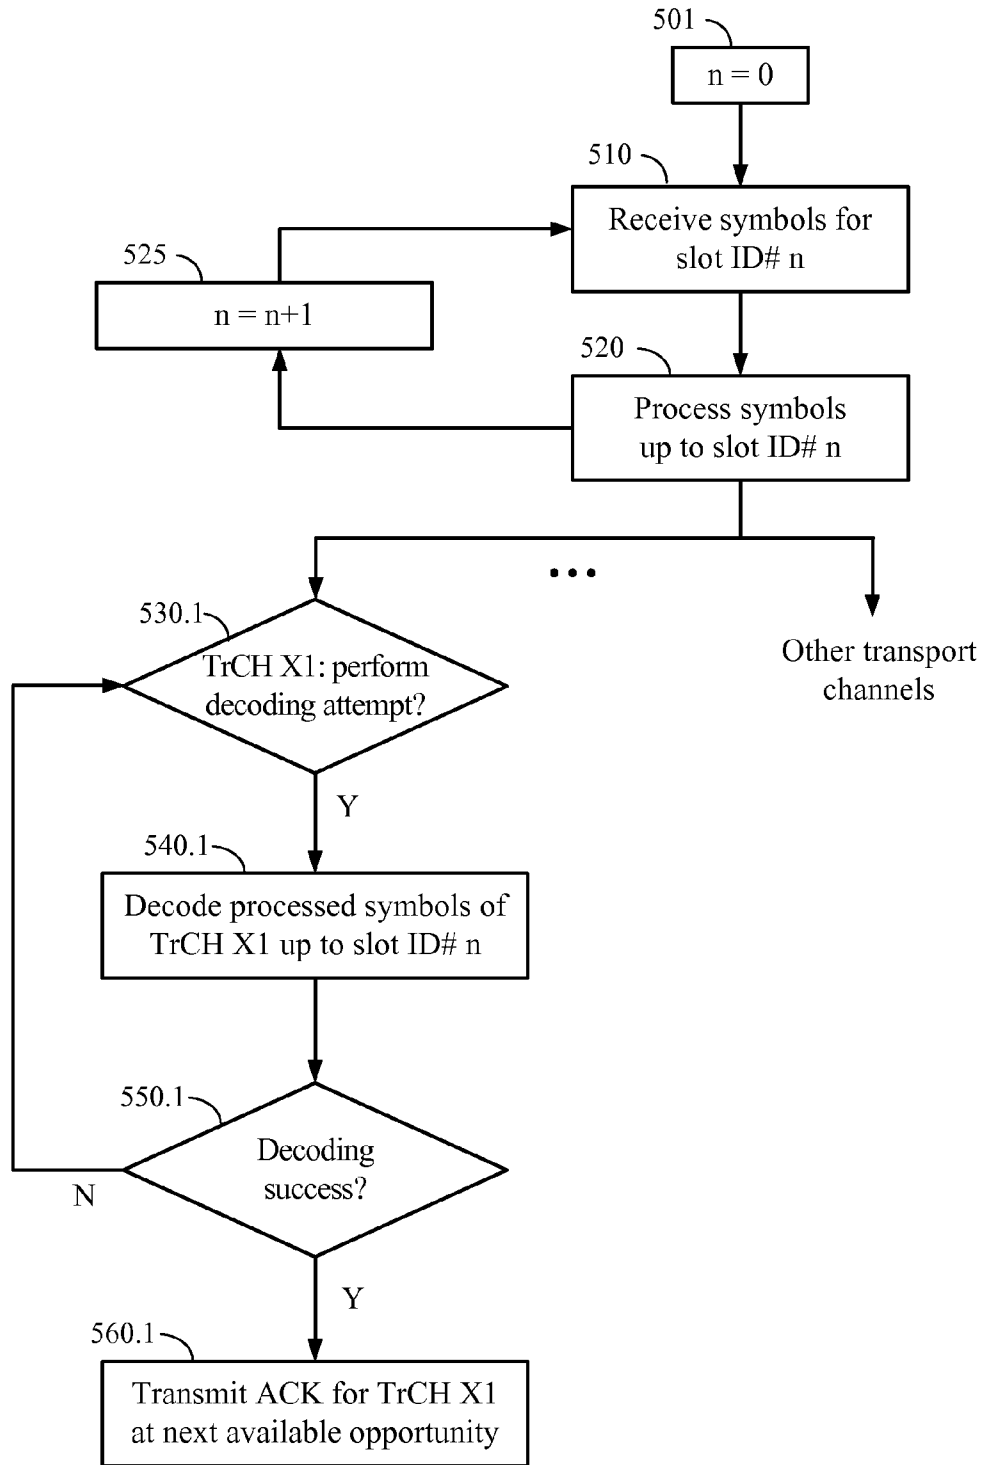 501
n = 0
510
Receive symbols for
slot ID# n
525
n = n+1
520
Process symbols
up to slot ID# n
...
530.1
TrCH X1: perform
decoding attempt?
Other transport
channels
Y
540.1
Decode processed symbols of
TrCH X1 up to slot ID# n
550.1
Decoding
success?
N
Y
560.1
Transmit ACK for TrCH X1
at next available opportunity